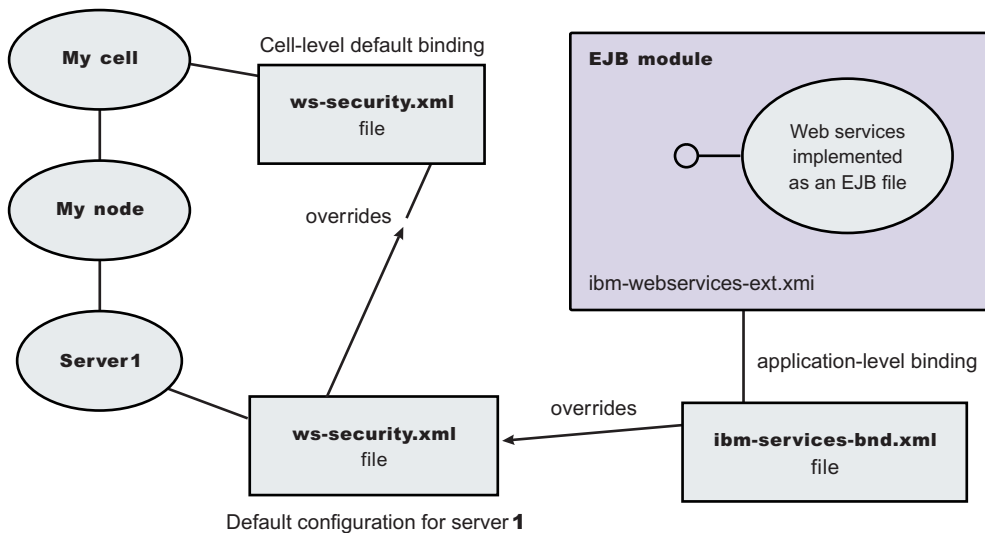 My cell
Cell-level default binding
ws-security.xml
file
EJB module
Web services
implemented
as an EJB file
My node
overrides
ibm-webservices-ext.xmi
Server1
application-level binding
overrides
ws-security.xml
file
ibm-services-bnd.xml
file
Default configuration for server 1